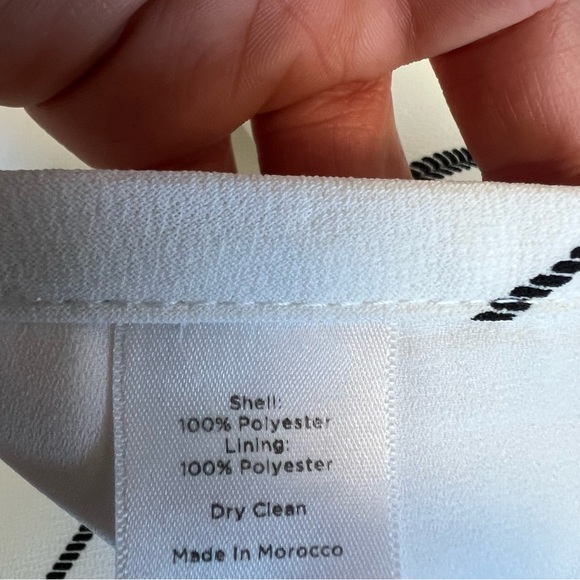 Shell:
100% Polyester
Lining:
100% Polyester
Dry Clean
Made In Morocco